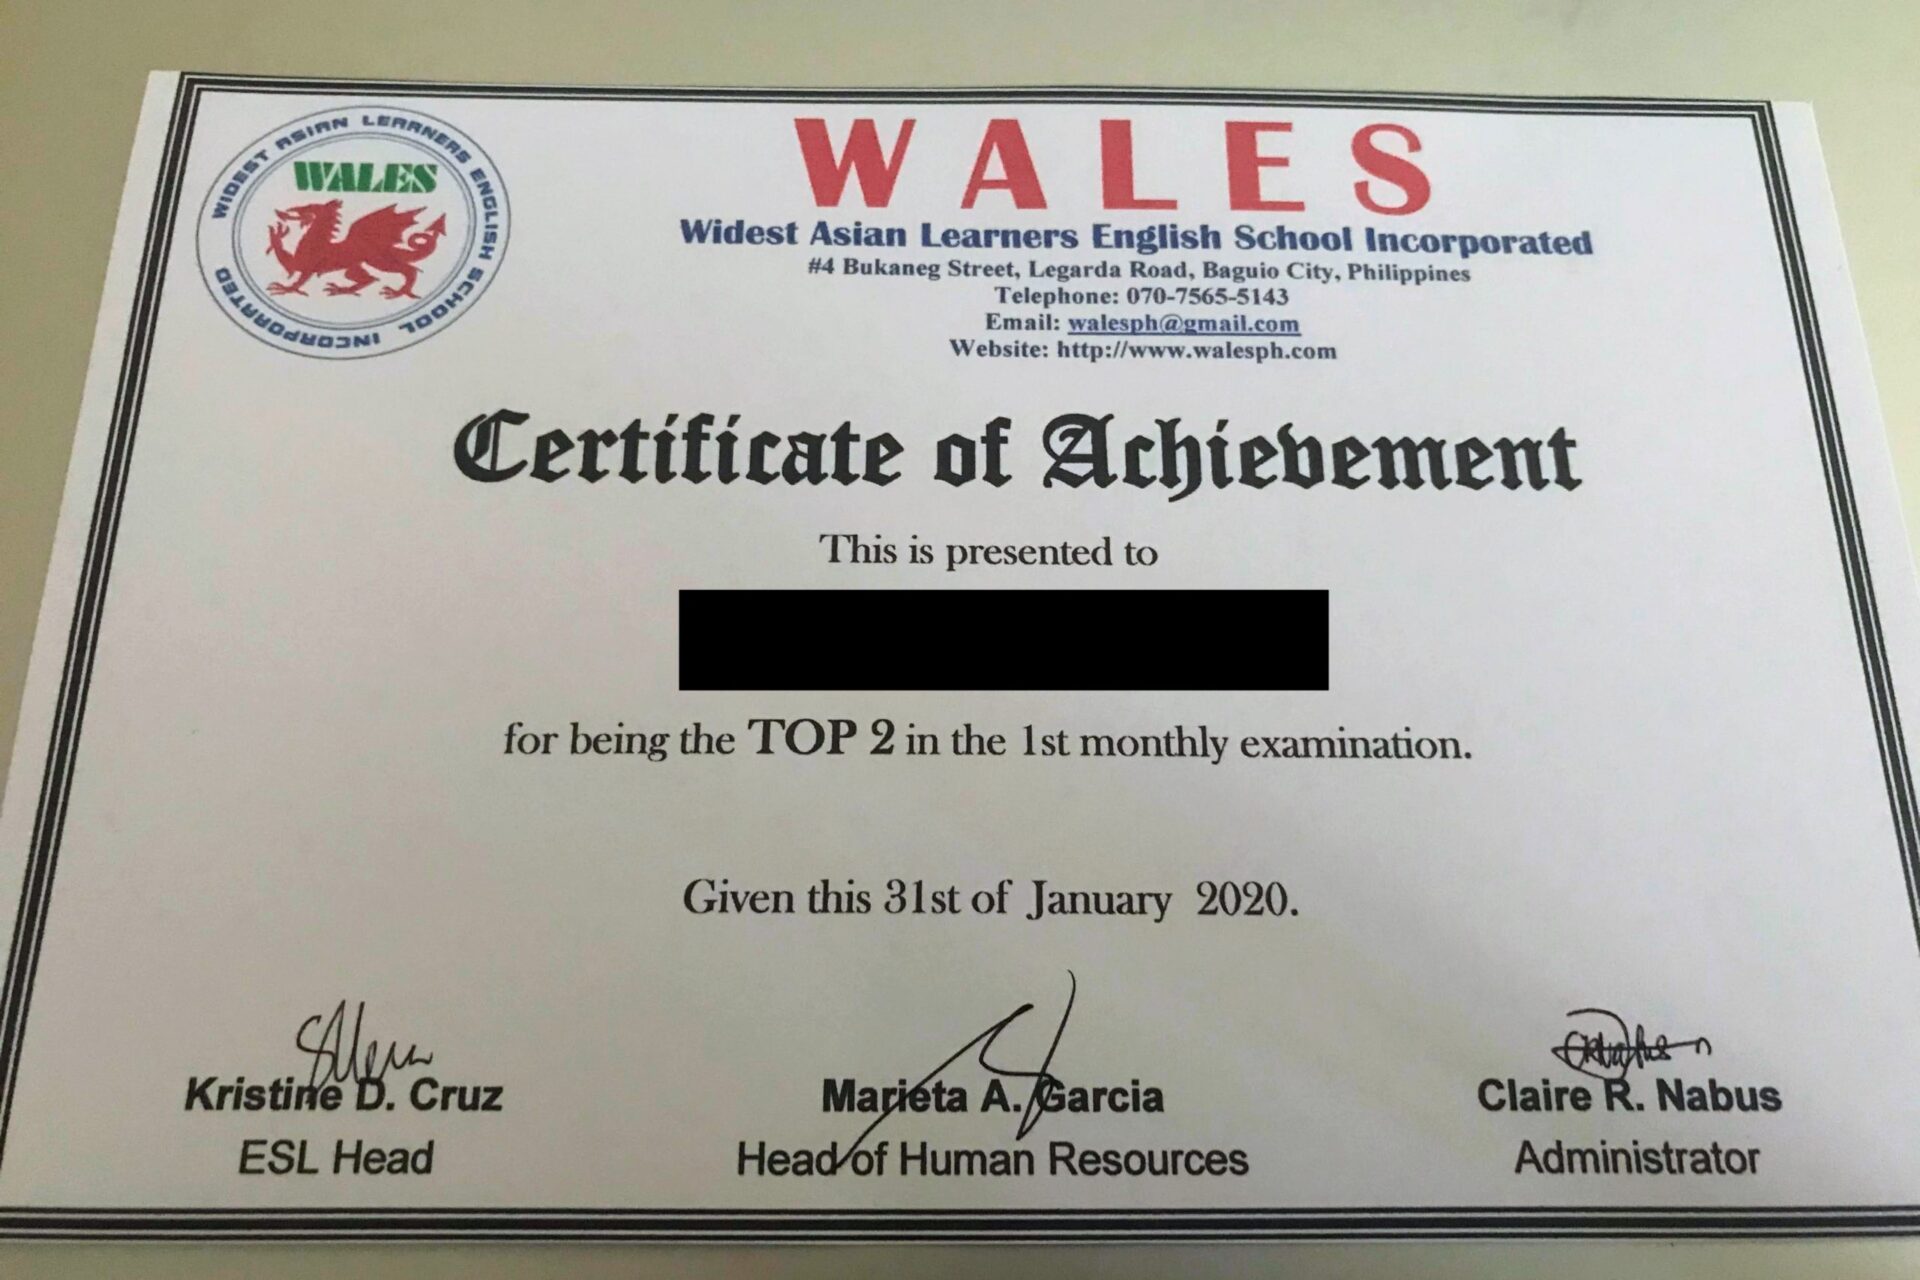 WIDEST ASIAN LEARNERS ENGLISH SCHOOL INCORPORATED
WALES
W A L E S
Widest Asian Learners English School Incorporated
#4 Bukaneg Street, Legarda Road, Baguio City, Philippines
Telephone: 070-7565-5143
Email: walesph@gmail.com
Website: http://www.walesph.com
Certificate of Achievement
This is presented to
for being the TOP 2 in the 1st monthly examination.
Given this 31st of January 2020.
Kristine D. Cruz
ESL Head
Marieta A. Garcia
Head of Human Resources
Claire R. Nabus
Administrator